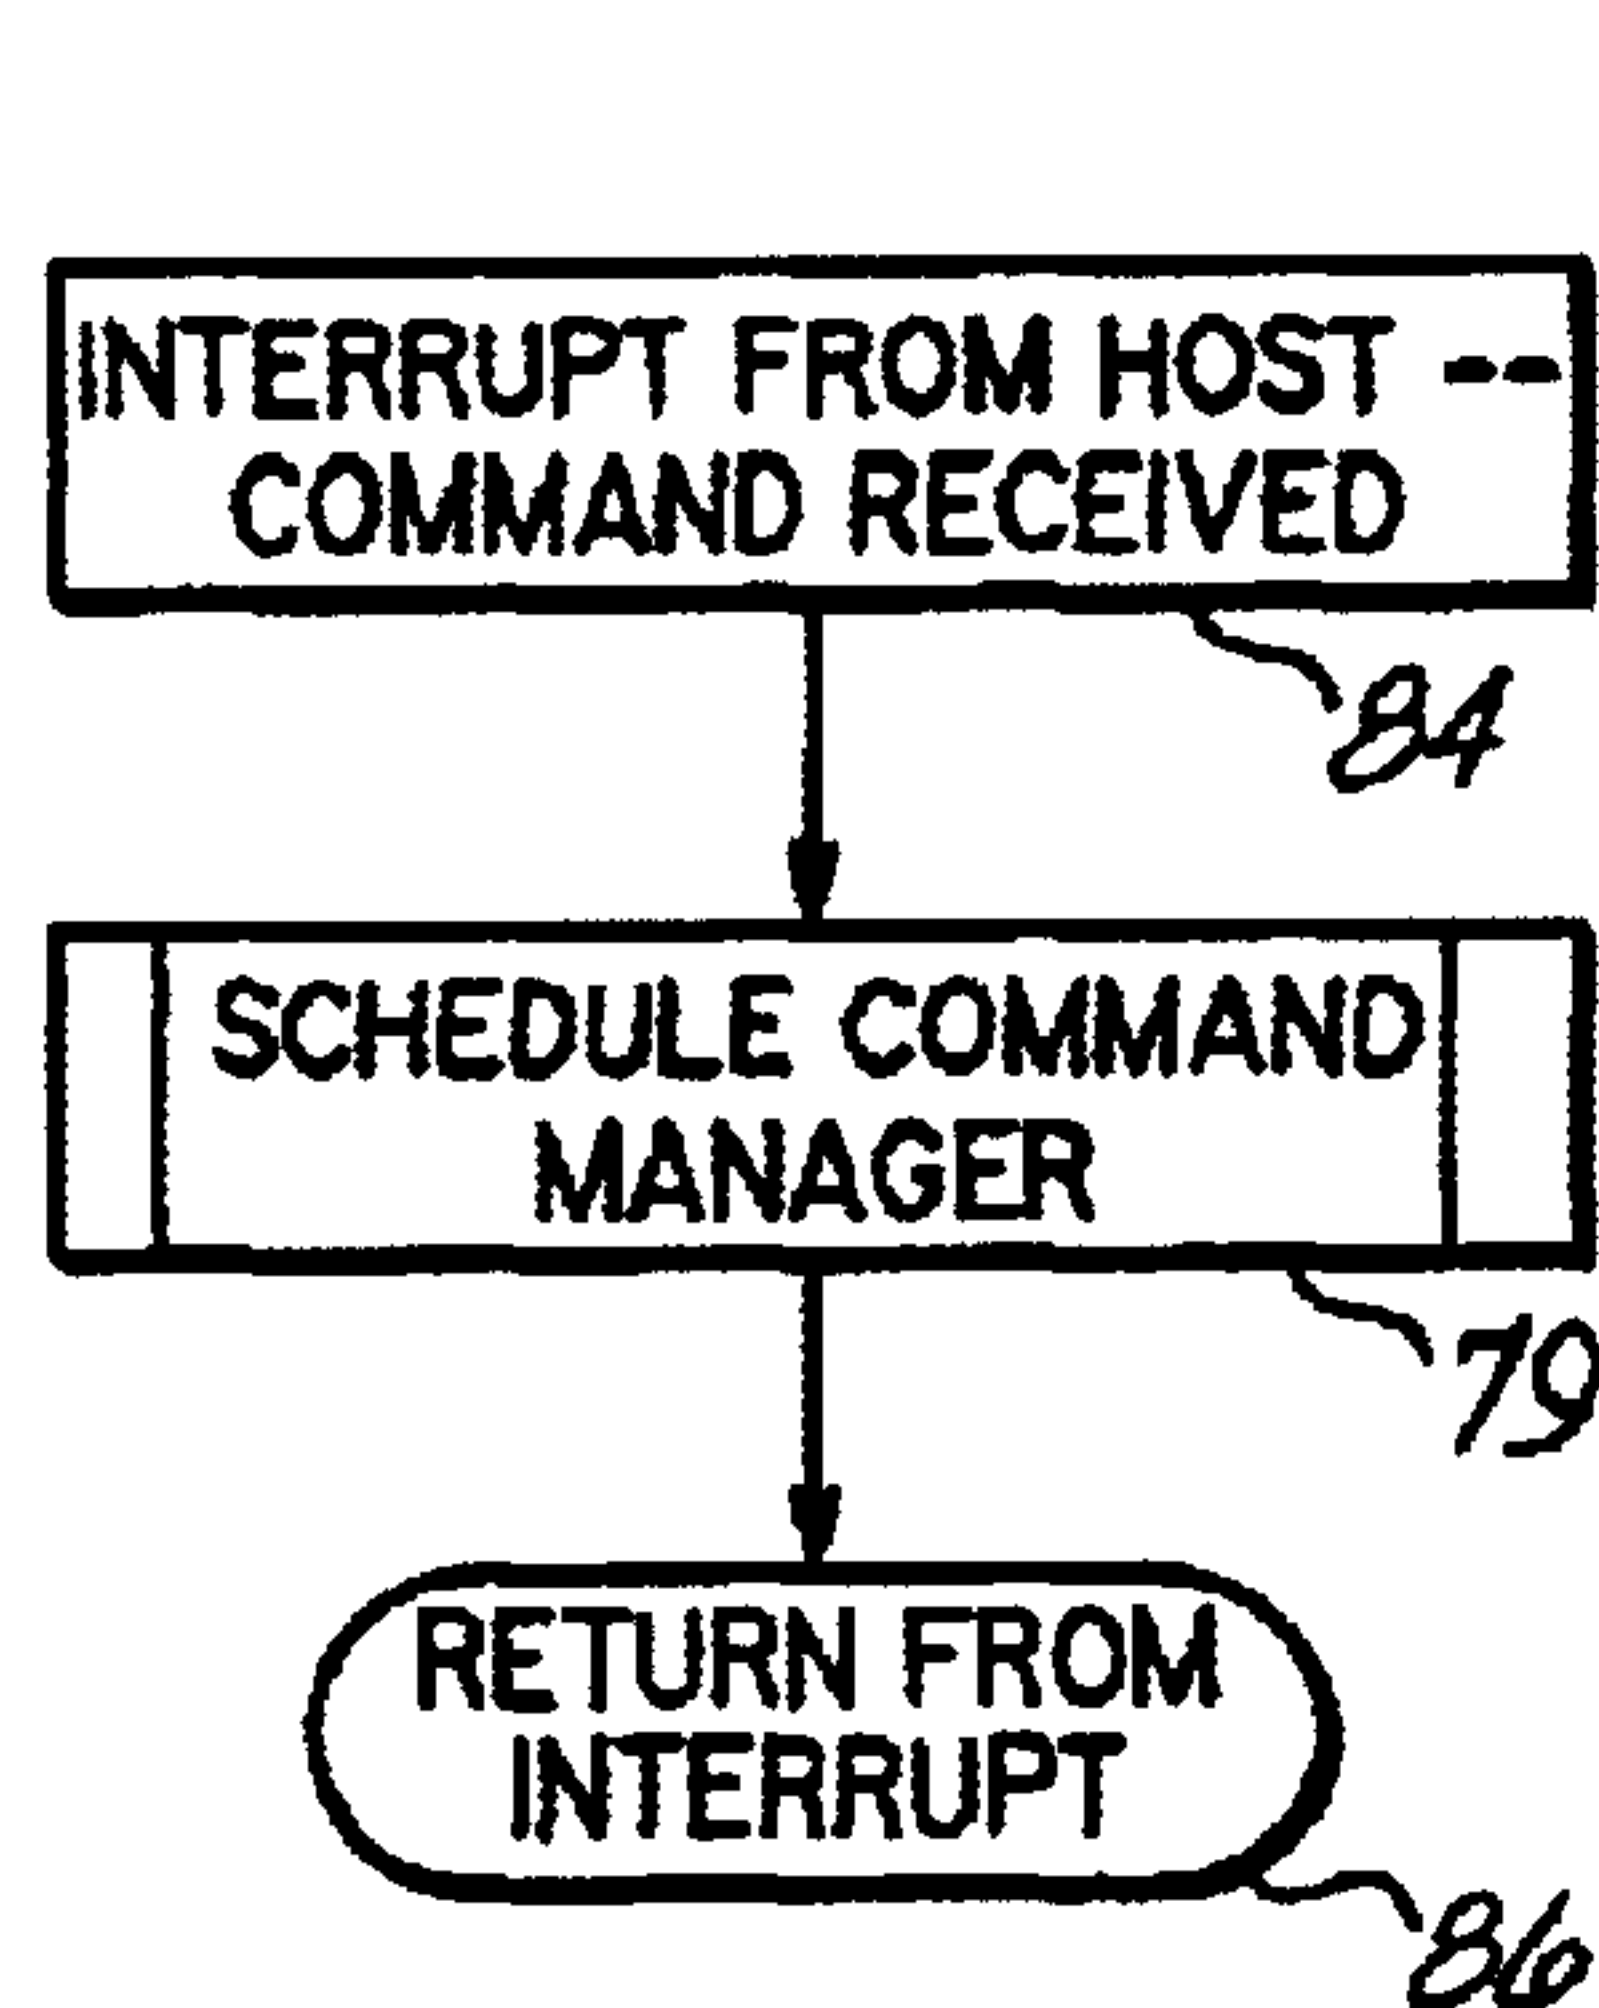 INTERRUPT FROM HOST --
COMMAND RECEIVED
84
SCHEDULE COMMAND
MANAGER
79
RETURN FROM
INTERRUPT
86